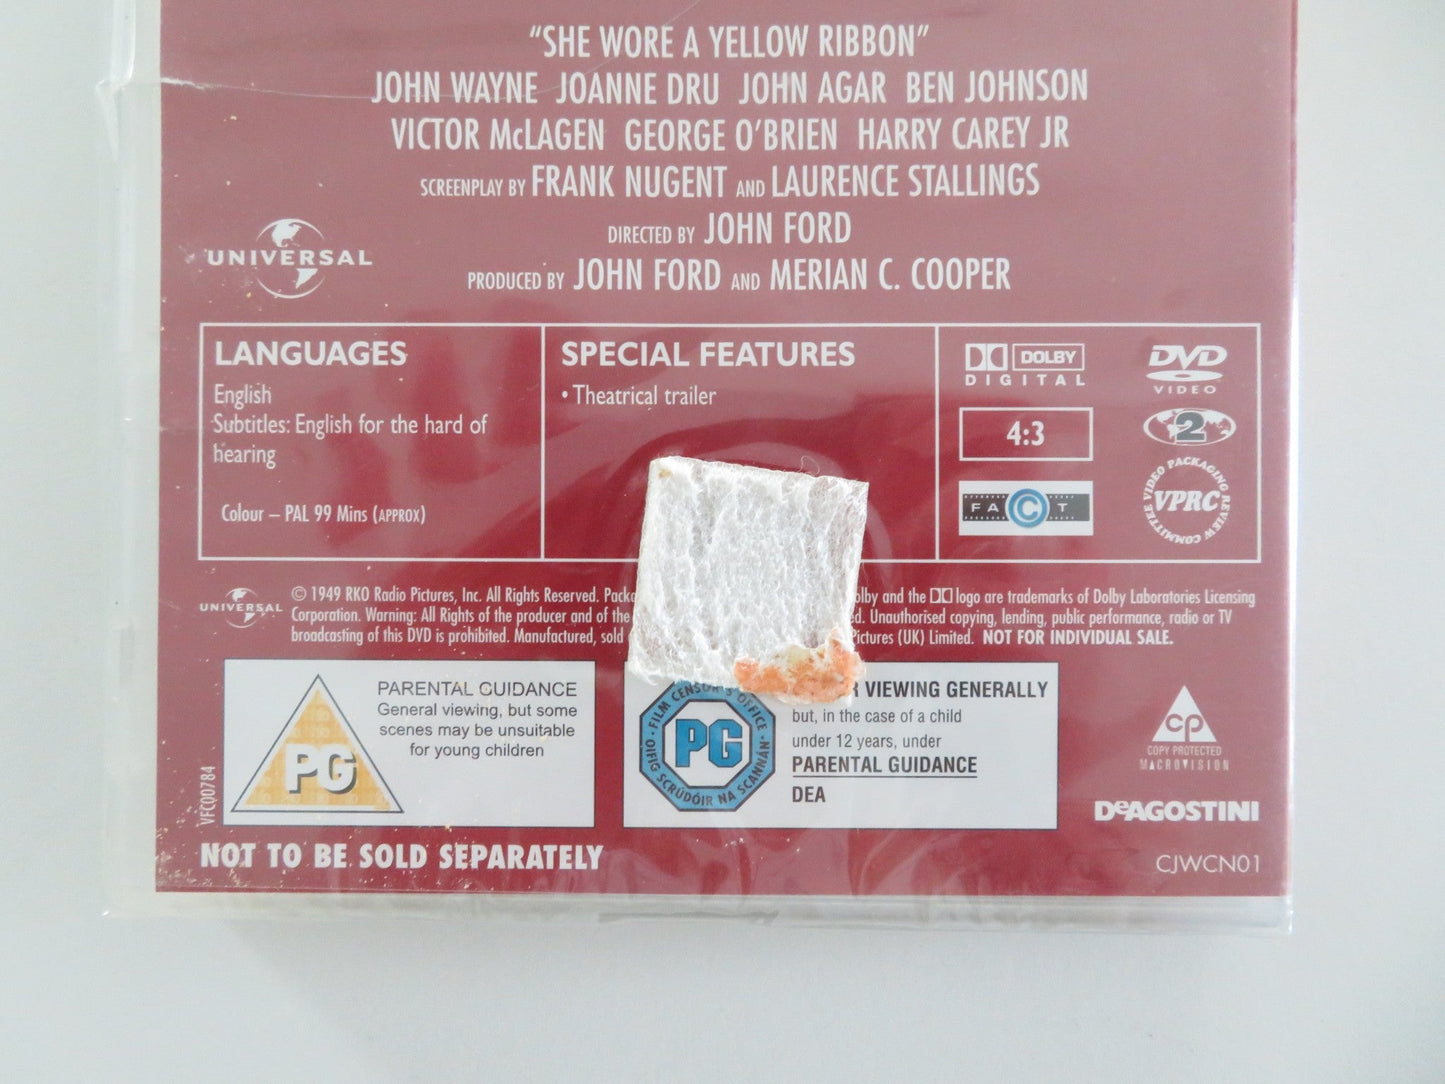 “SHE WORE A YELLOW RIBBON”
JOHN WAYNE JOANNE DRU JOHN AGAR BEN JOHNSON
VICTOR McLAGEN GEORGE O’BRIEN HARRY CAREY JR
SCREENPLAY BY FRANK NUGENT AND LAURENCE STALLINGS
DIRECTED BY JOHN FORD
PRODUCED BY JOHN FORD AND MERIAN C. COOPER
UNIVERSAL
LANGUAGES
English
Subtitles: English for the hard of
hearing
Colour – PAL 99 Mins (APPROX)
SPECIAL FEATURES
• Theatrical trailer
DOLBY
DIGITAL
DVD
VIDEO
4:3
2
FACT
VIDEO PACKAGING REVIEW COMMITTEE
VPRC
UNIVERSAL
© 1949 RKO Radio Pictures, Inc. All Rights Reserved. and the logo are trademarks of Dolby Laboratories Licensing
Corporation. Warning: All Rights of the producer and of the Unauthorised copying, lending, public performance, radio or TV
broadcasting of this DVD is prohibited. Manufactured, sold Pictures (UK) Limited. NOT FOR INDIVIDUAL SALE.
PG
PARENTAL GUIDANCE
General viewing, but some
scenes may be unsuitable
for young children
FILM CENSOR'S OFFICE
PG
OIFIG SCRÚDÓIR NA SCANNÁN
VIEWING GENERALLY
but, in the case of a child
under 12 years, under
PARENTAL GUIDANCE
DEA
CP
COPY PROTECTED
MACROVISION
DeAGOSTINI
VFC00784
NOT TO BE SOLD SEPARATELY
CJWCN01